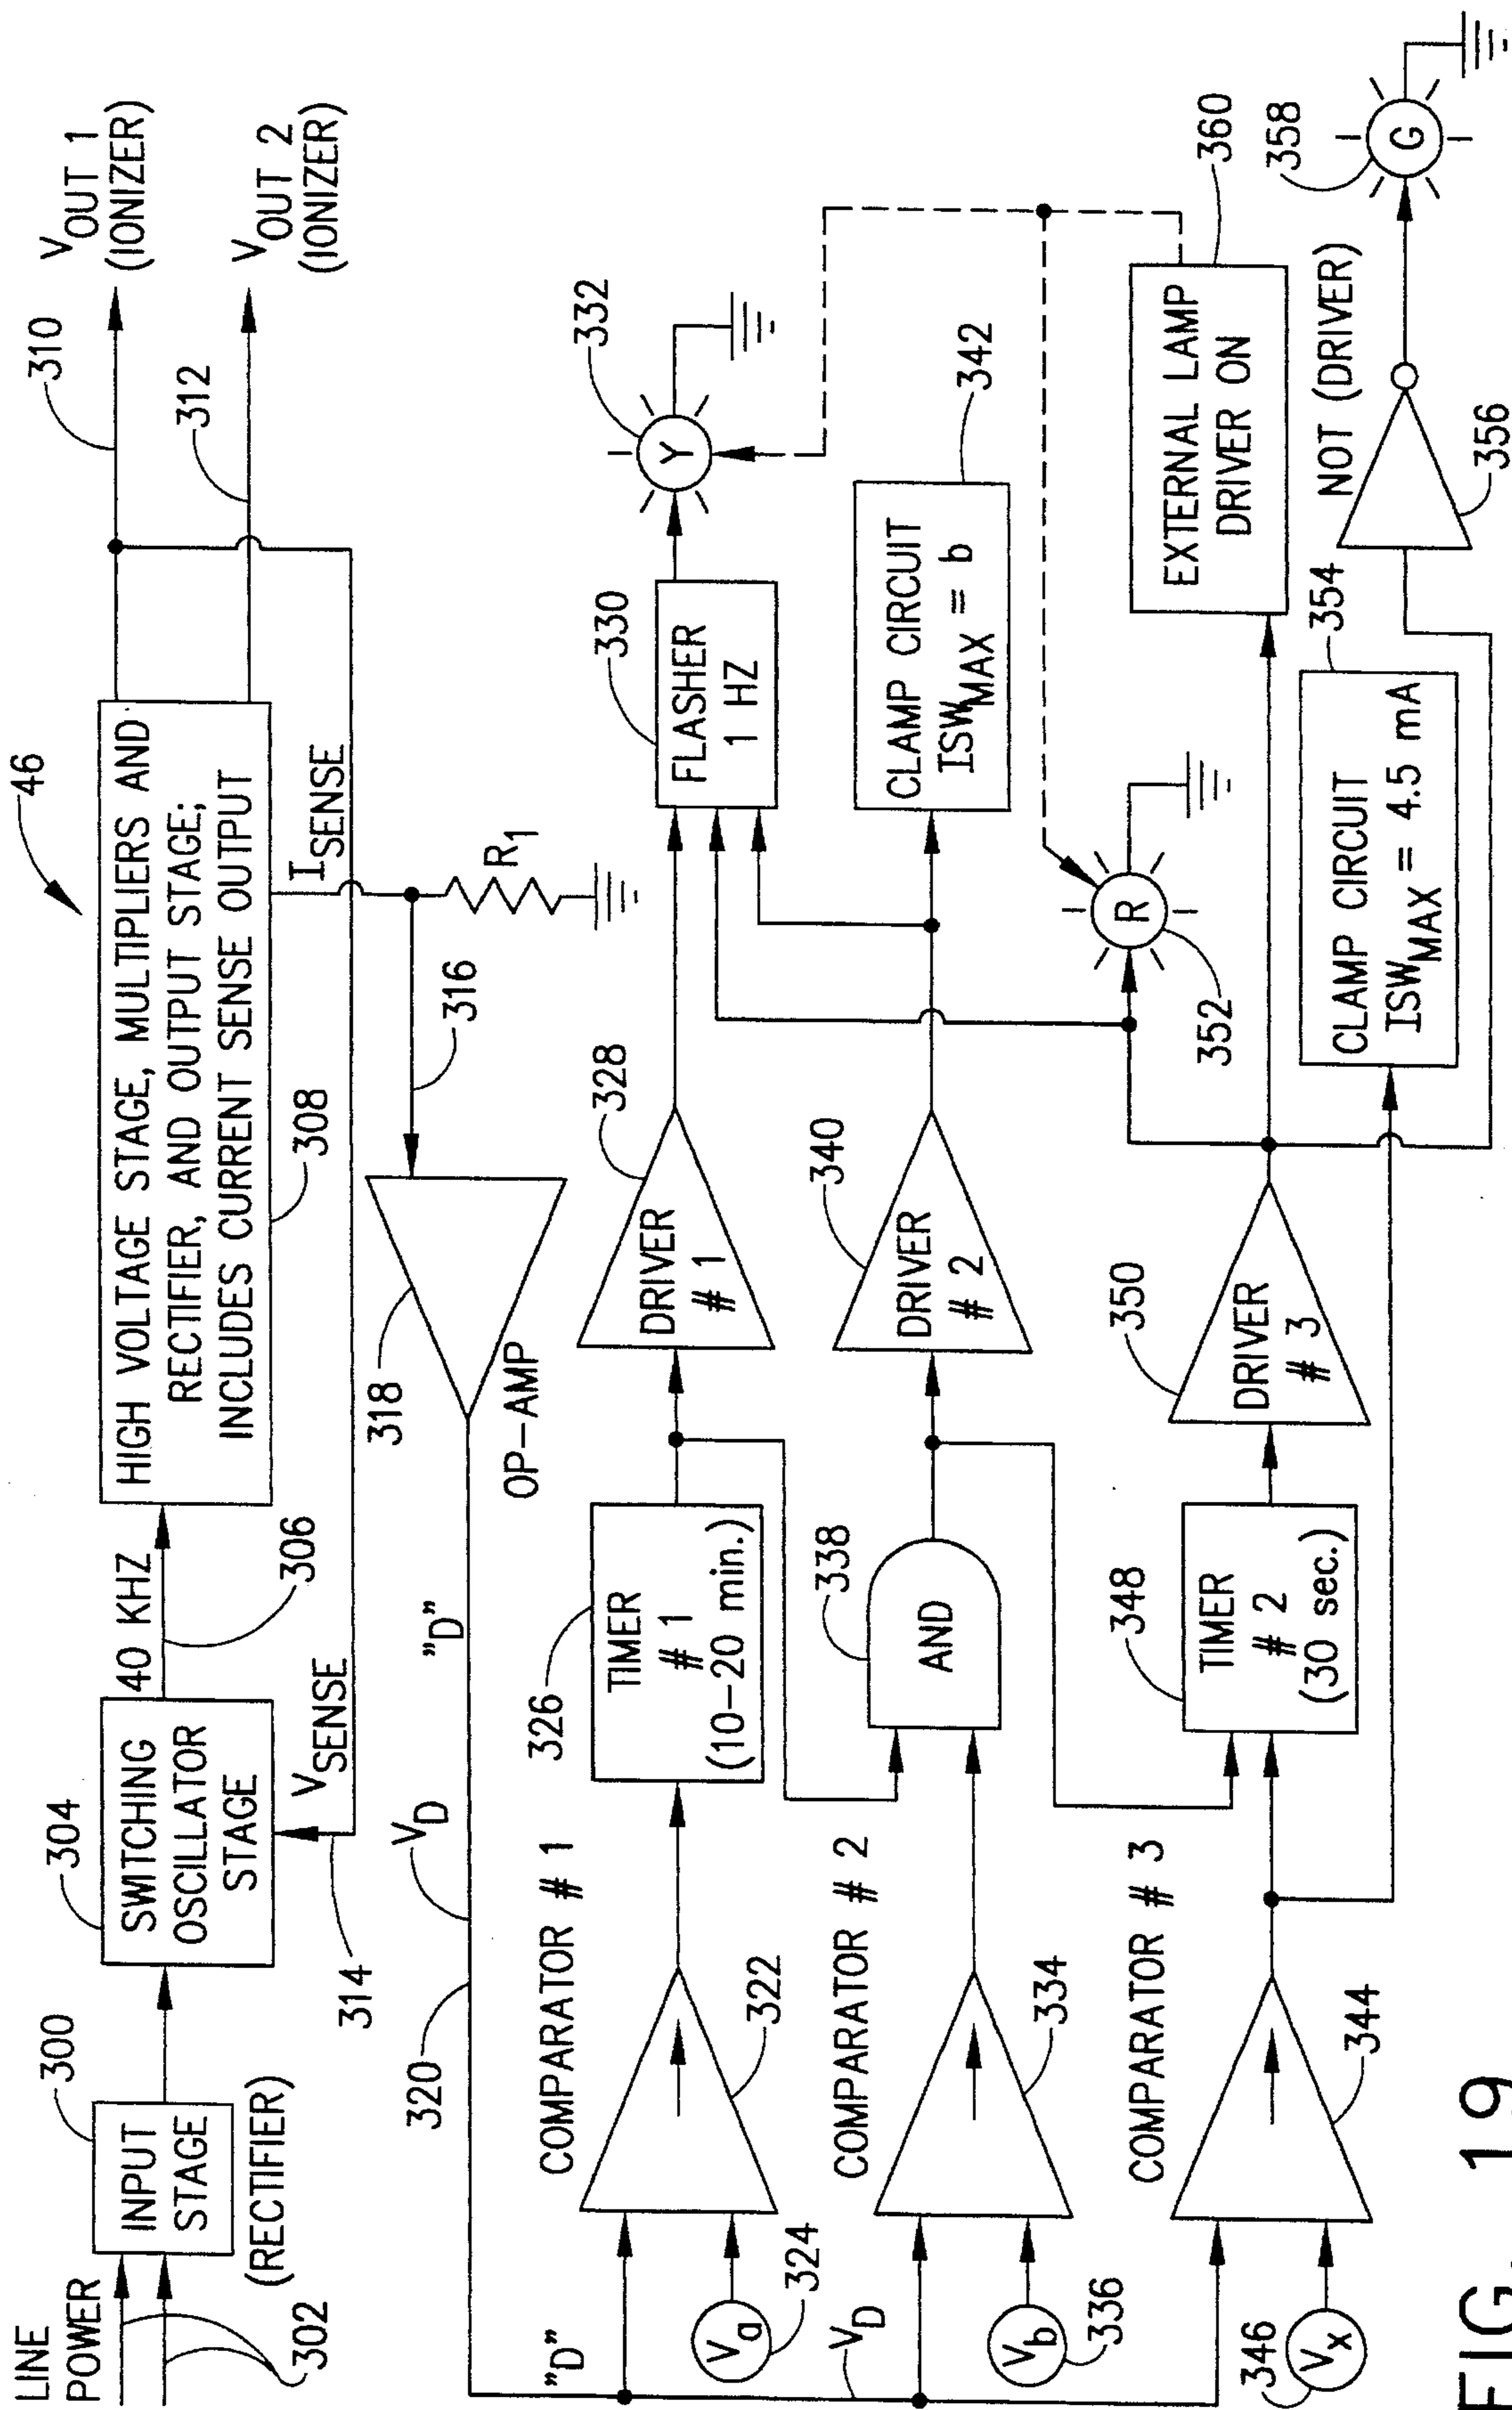 LINE
POWER
302
300
INPUT
STAGE
(RECTIFIER)
304
SWITCHING
OSCILLATOR
STAGE
40 KHZ
306
VSENSE
314
46
HIGH VOLTAGE STAGE, MULTIPLIERS AND
RECTIFIER, AND OUTPUT STAGE;
INCLUDES CURRENT SENSE OUTPUT
308
ISENSE
310
312
VOUT 1
(IONIZER)
VOUT 2
(IONIZER)
R1
316
318
OP-AMP
"D"
VD
320
"D"
VD
COMPARATOR # 1
322
Va
324
326
TIMER
# 1
(10-20 min.)
328
DRIVER
# 1
330
FLASHER
1 HZ
332
Y
COMPARATOR # 2
334
Vb
336
338
AND
340
DRIVER
# 2
342
CLAMP CIRCUIT
ISWMAX = b
COMPARATOR # 3
344
Vx
346
348
TIMER
# 2
(30 sec.)
350
DRIVER
# 3
R
352
354
CLAMP CIRCUIT
ISWMAX = 4.5 mA
360
EXTERNAL LAMP
DRIVER ON
NOT (DRIVER)
356
358
G
FIG. 19